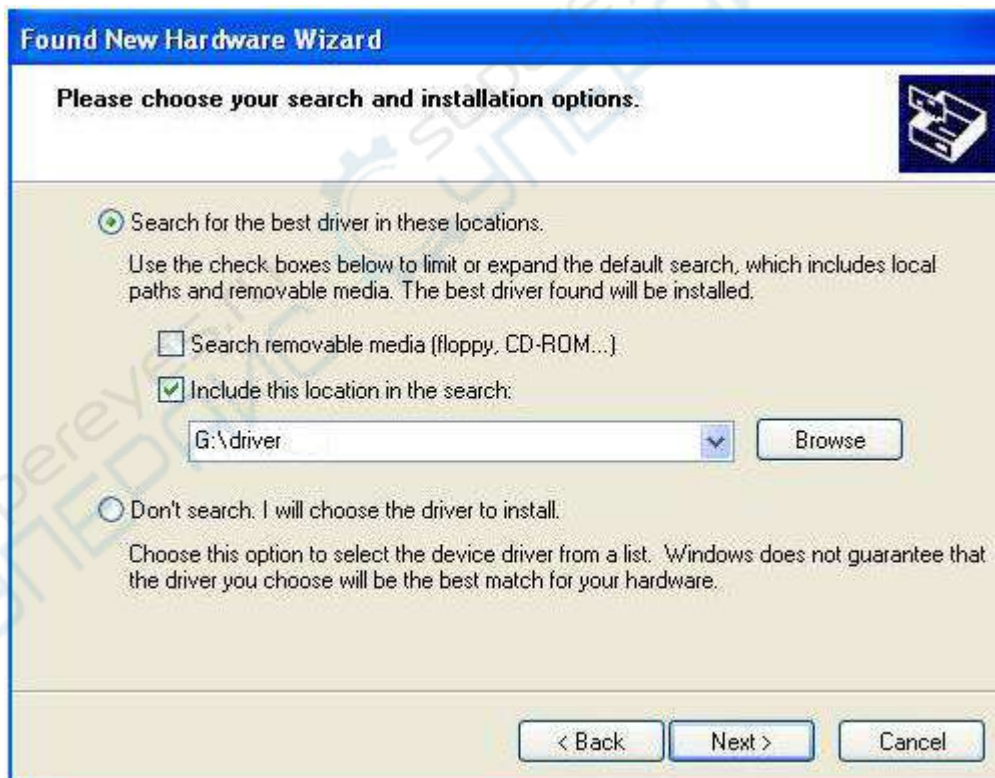 Found New Hardware Wizard
Please choose your search and installation options.
Search for the best driver in these locations.
Use the check boxes below to limit or expand the default search, which includes local
paths and removable media. The best driver found will be installed.
Search removable media (floppy, CD-ROM...)
Include this location in the search:
G:\driver
Browse
Don't search. I will choose the driver to install.
Choose this option to select the device driver from a list. Windows does not guarantee that
the driver you choose will be the best match for your hardware.
< Back
Next >
Cancel